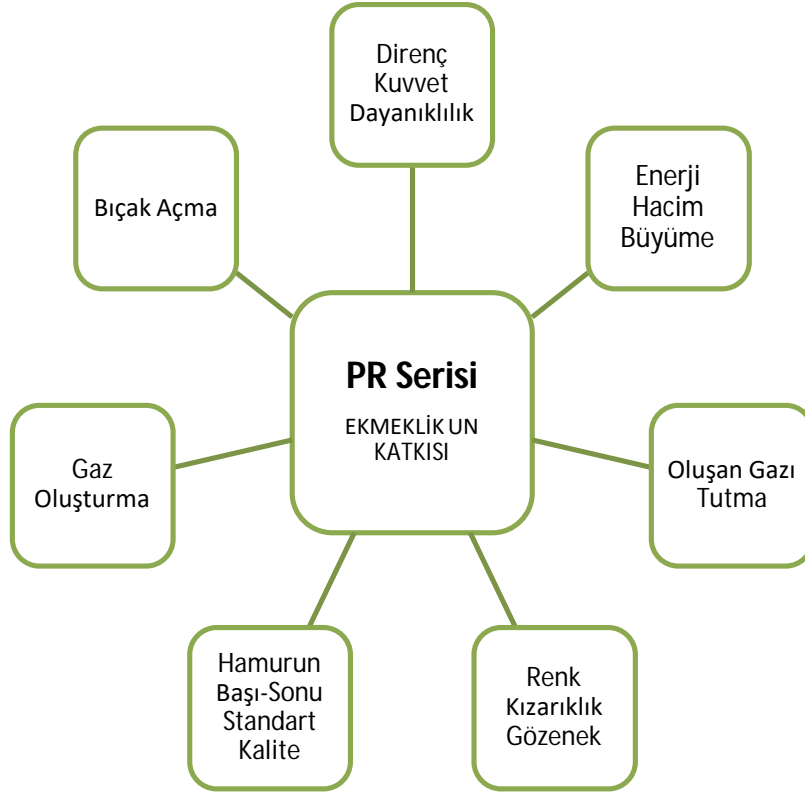 Direnç
Kuvvet
Dayanıklılık
Bıçak Açma
Enerji
Hacim
Büyüme
PR Serisi
EKMEKLİK UN
KATKISI
Gaz
Oluşturma
Oluşan Gazı
Tutma
Hamurun
Başı-Sonu
Standart
Kalite
Renk
Kızarıklık
Gözenek